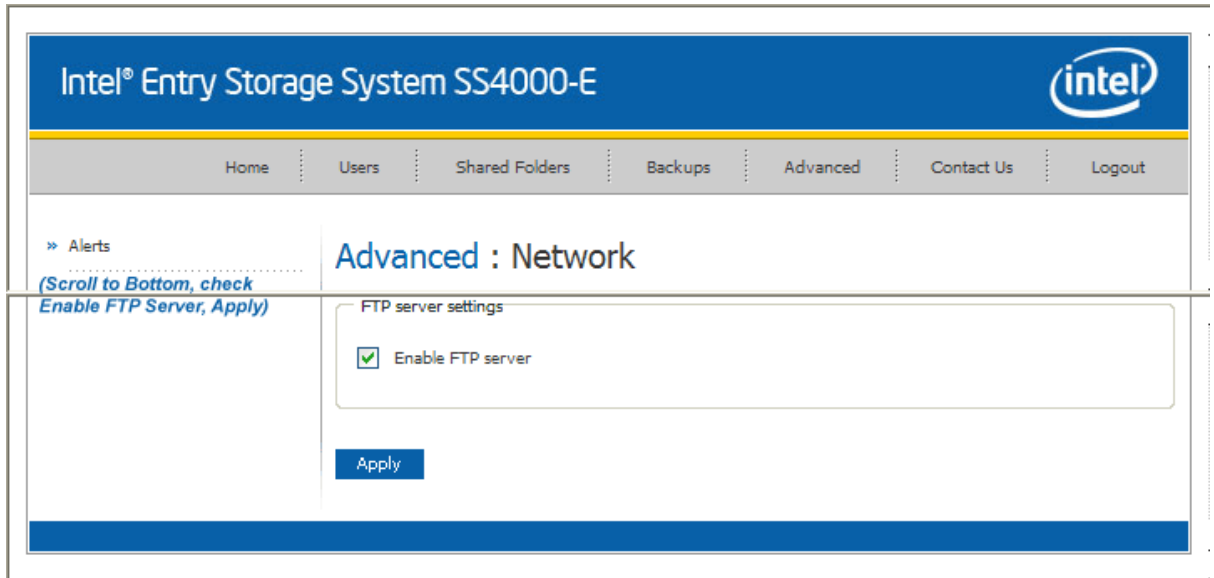 Intel® Entry Storage System SS4000-E
intel
Home Users Shared Folders Backups Advanced Contact Us Logout
» Alerts
(Scroll to Bottom, check
Enable FTP Server, Apply)
Advanced : Network
FTP server settings
Enable FTP server
Apply